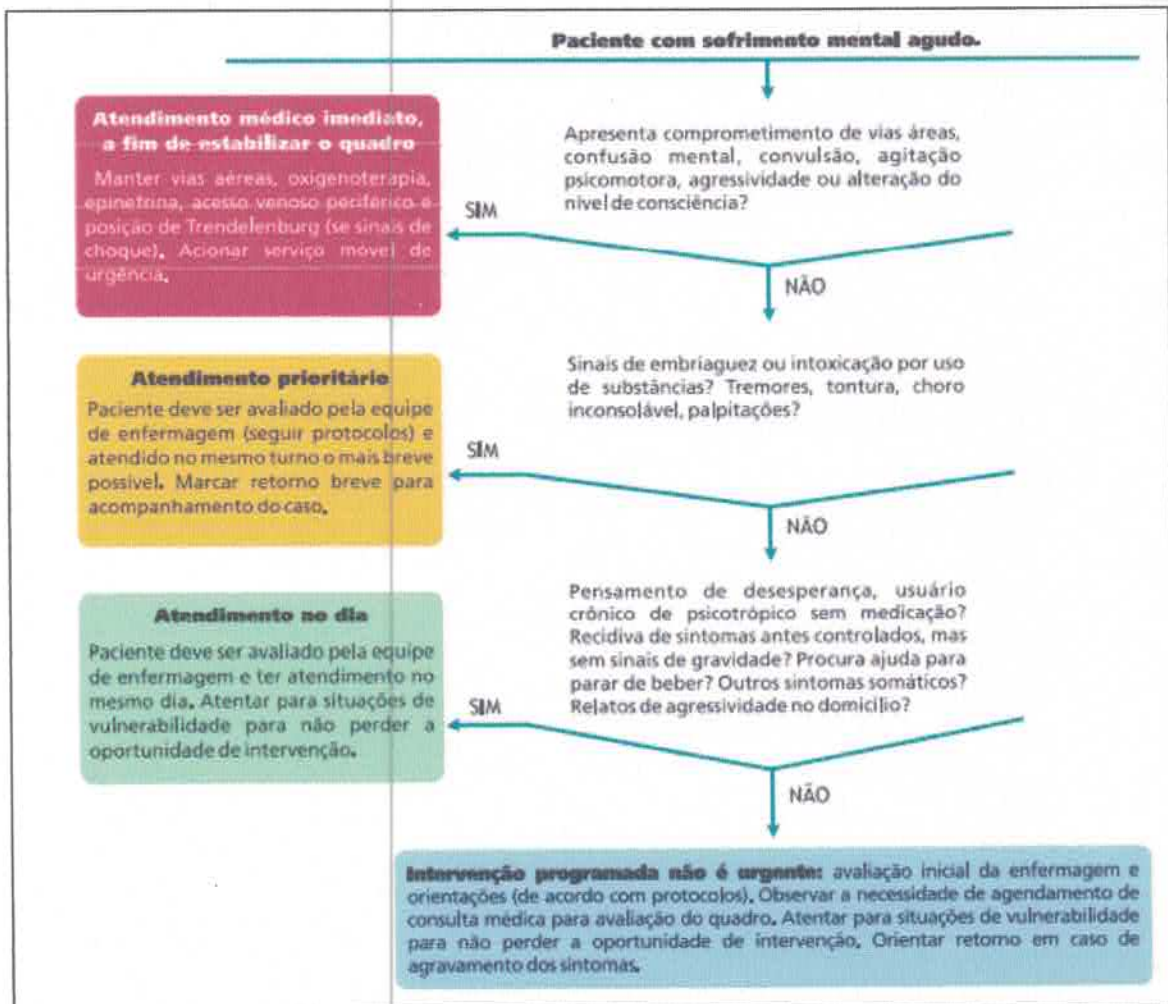 Paciente com sofrimento mental agudo.
Atendimento médico imediato,
a fim de estabilizar o quadro
Manter vias aéreas, oxigenoterapia,
epinefrina, acesso venoso periférico e
posição de Trendelenburg (se sinais de
choque). Acionar serviço móvel de
urgência.
Apresenta comprometimento de vias áreas,
confusão mental, convulsão, agitação
psicomotora, agressividade ou alteração do
nível de consciência?
SIM
NÃO
Atendimento prioritário
Paciente deve ser avaliado pela equipe
de enfermagem (seguir protocolos) e
atendido no mesmo turno o mais breve
possível. Marcar retorno breve para
acompanhamento do caso.
Sinais de embriaguez ou intoxicação por uso
de substâncias? Tremores, tontura, choro
inconsolável, palpitações?
SIM
NÃO
Atendimento no dia
Paciente deve ser avaliado pela equipe
de enfermagem e ter atendimento no
mesmo dia. Atentar para situações de
vulnerabilidade para não perder a
oportunidade de intervenção.
Pensamento de desesperança, usuário
crônico de psicotrópico sem medicação?
Recidiva de sintomas antes controlados, mas
sem sinais de gravidade? Procura ajuda para
parar de beber? Outros sintomas somáticos?
Relatos de agressividade no domicílio?
SIM
NÃO
Intervenção programada não é urgente: avaliação inicial da enfermagem e
orientações (de acordo com protocolos). Observar a necessidade de agendamento de
consulta médica para avaliação do quadro. Atentar para situações de vulnerabilidade
para não perder a oportunidade de intervenção. Orientar retorno em caso de
agravamento dos sintomas.